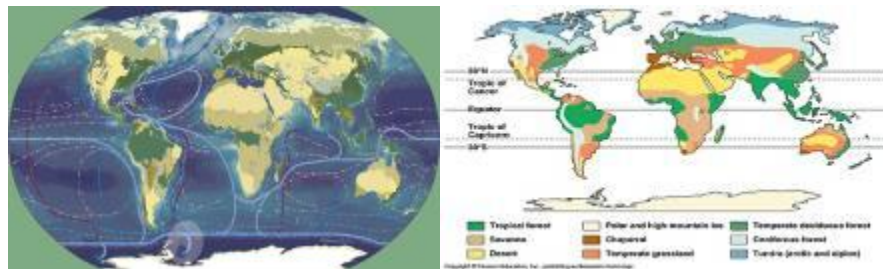 30°N
Tropic of
Cancer
Equator
Tropic of
Capricorn
30°S
Tropical forest
Savanna
Desert
Polar and high-mountain ice
Chaparral
Temperate grassland
Temperate deciduous forest
Coniferous forest
Tundra (arctic and alpine)